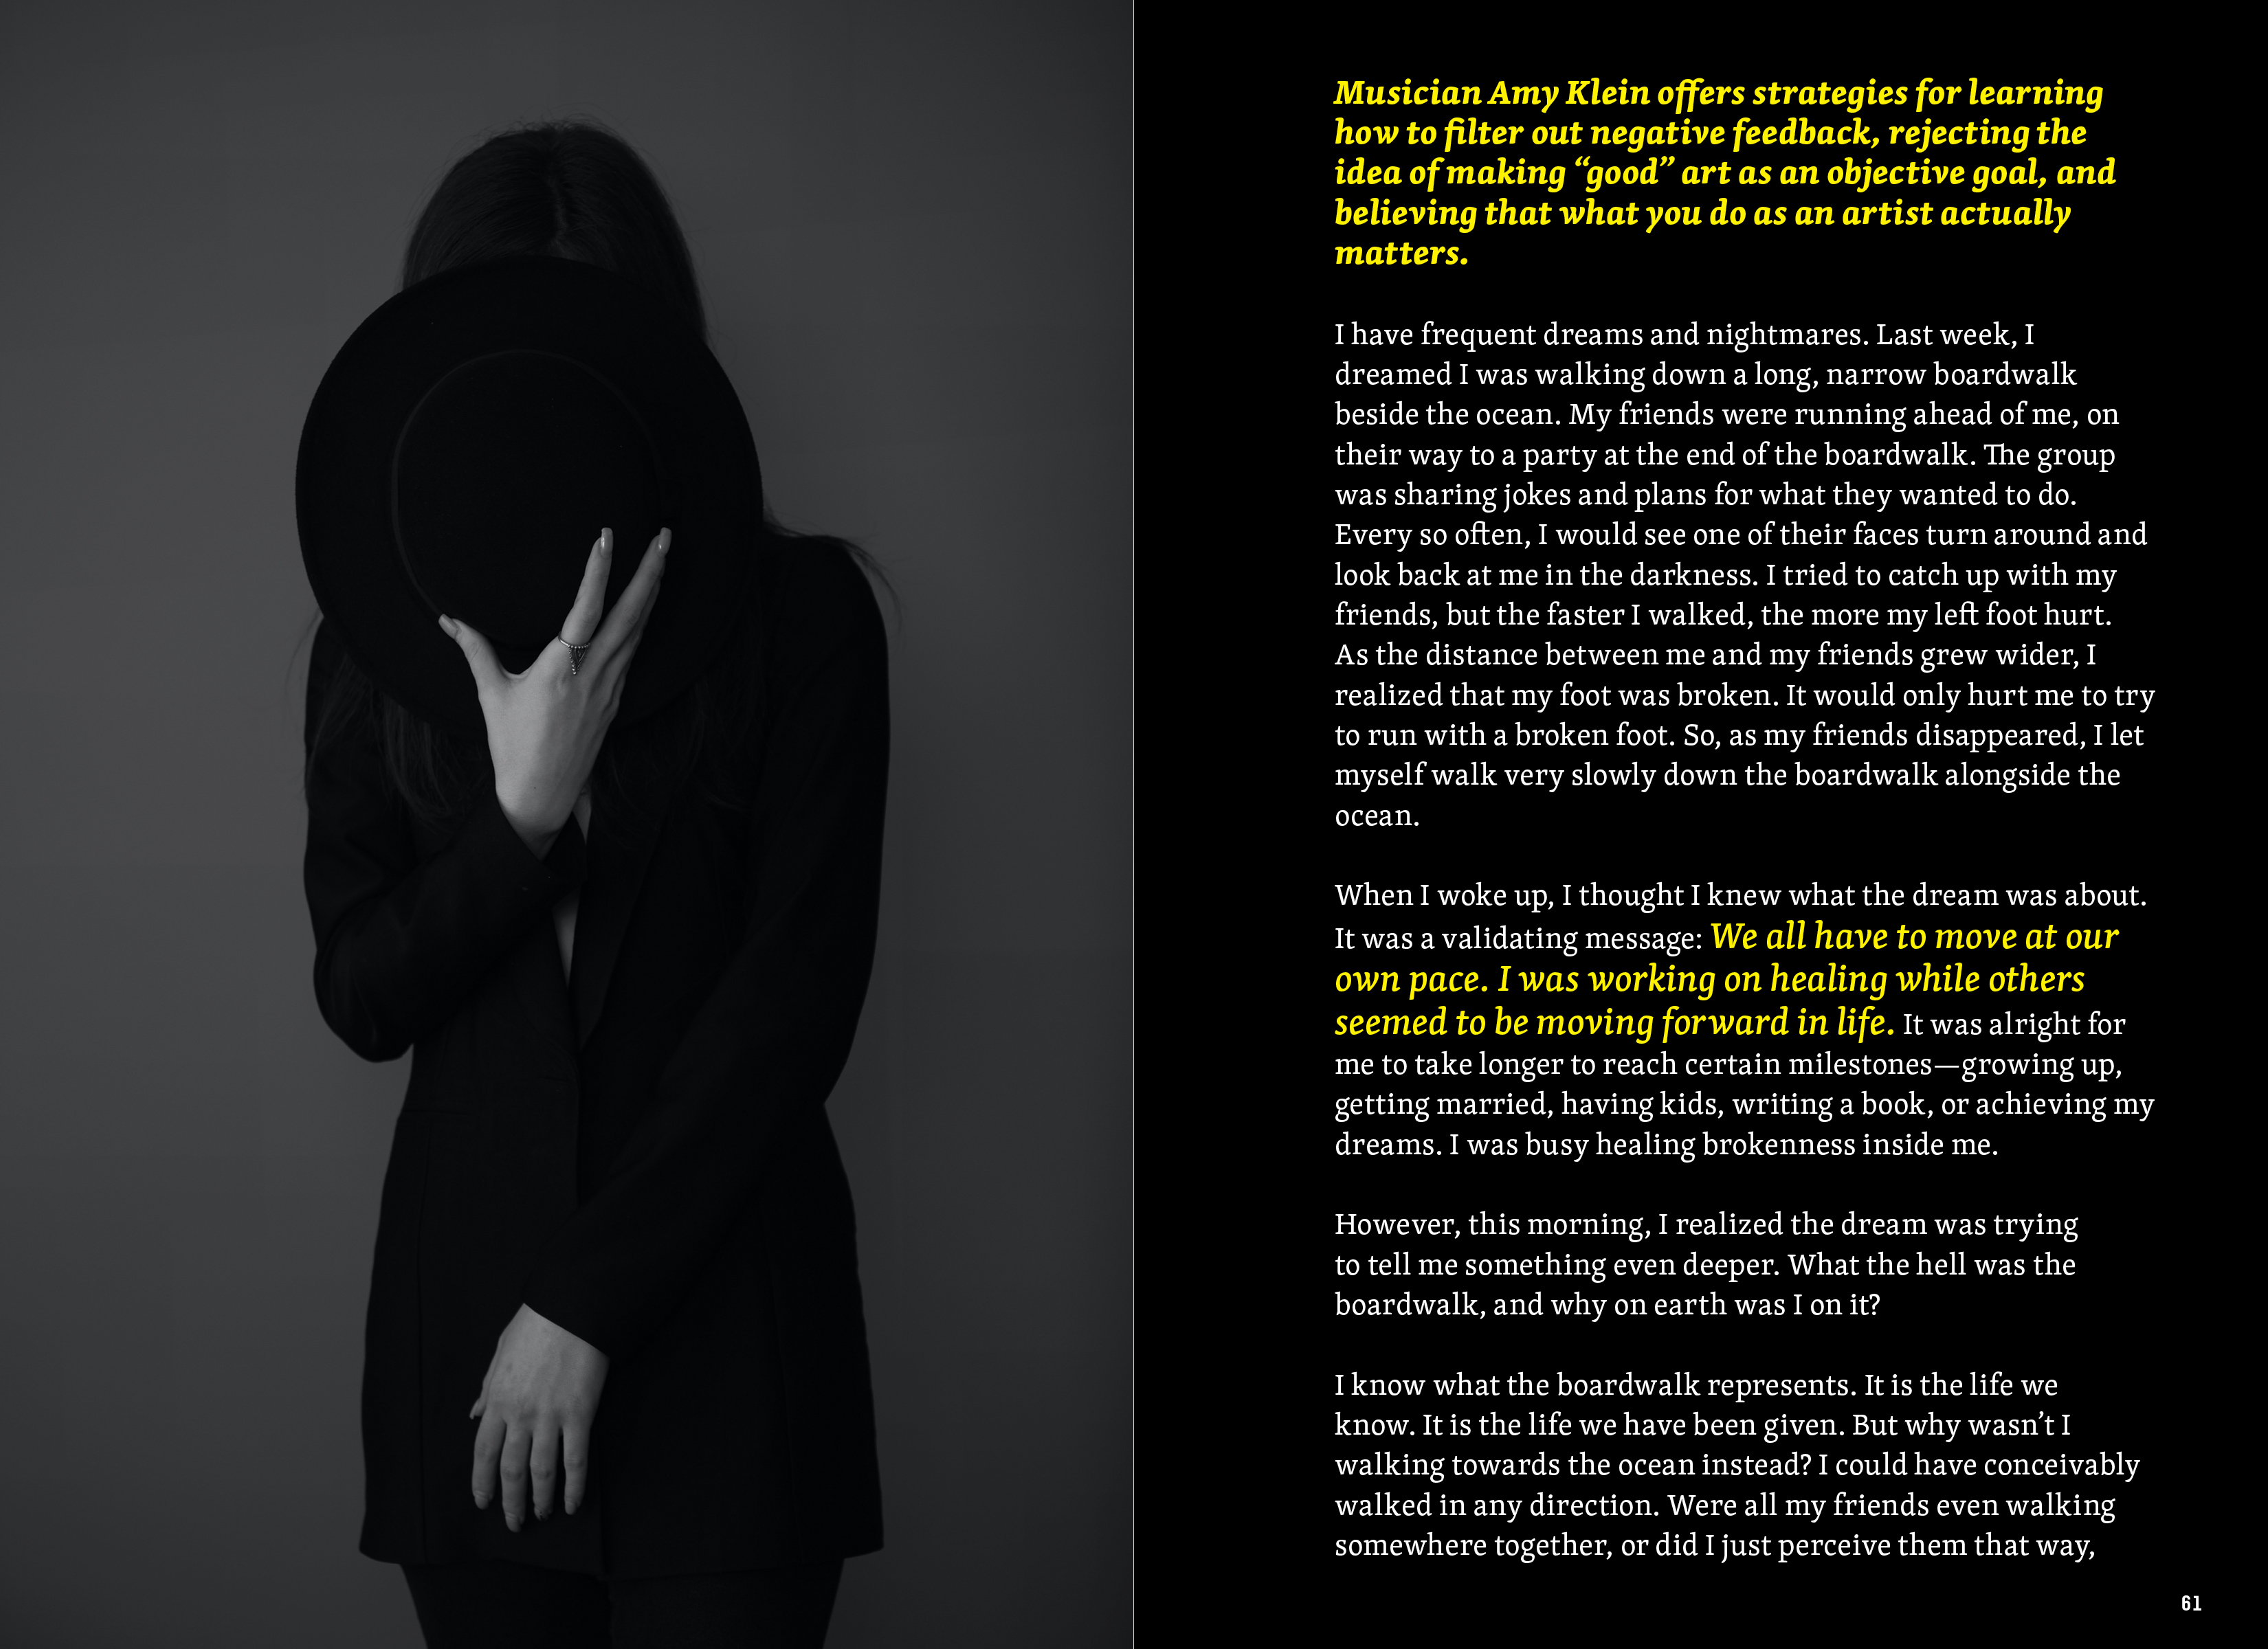 Musician Amy Klein offers strategies for learning
how to filter out negative feedback, rejecting the
idea of making “good” art as an objective goal, and
believing that what you do as an artist actually
matters.
I have frequent dreams and nightmares. Last week, I
dreamed I was walking down a long, narrow boardwalk
beside the ocean. My friends were running ahead of me, on
their way to a party at the end of the boardwalk. The group
was sharing jokes and plans for what they wanted to do.
Every so often, I would see one of their faces turn around and
look back at me in the darkness. I tried to catch up with my
friends, but the faster I walked, the more my left foot hurt.
As the distance between me and my friends grew wider, I
realized that my foot was broken. It would only hurt me to try
to run with a broken foot. So, as my friends disappeared, I let
myself walk very slowly down the boardwalk alongside the
ocean.
When I woke up, I thought I knew what the dream was about.
It was a validating message: We all have to move at our
own pace. I was working on healing while others
seemed to be moving forward in life. It was alright for
me to take longer to reach certain milestones—growing up,
getting married, having kids, writing a book, or achieving my
dreams. I was busy healing brokenness inside me.
However, this morning, I realized the dream was trying
to tell me something even deeper. What the hell was the
boardwalk, and why on earth was I on it?
I know what the boardwalk represents. It is the life we
know. It is the life we have been given. But why wasn’t I
walking towards the ocean instead? I could have conceivably
walked in any direction. Were all my friends even walking
somewhere together, or did I just perceive them that way,
61